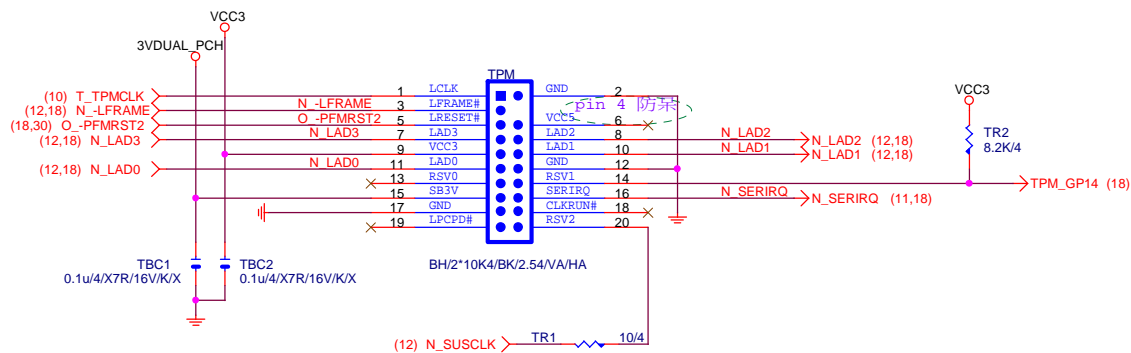 VCC3
3VDUAL_PCH
TPM
(10) T_TPMCLK 1 LCLK GND 2
(12,18) N_-LFRAME N_-LFRAME 3 LFRAME# pin 4 防呆
(18,30) O_-PFMRST2 O_-PFMRST2 5 LRESET# VCC5 6
(12,18) N_LAD3 N_LAD3 7 LAD3 LAD2 8 N_LAD2 N_LAD2 (12,18)
9 VCC3 LAD1 10 N_LAD1 N_LAD1 (12,18)
(12,18) N_LAD0 N_LAD0 11 LAD0 GND 12
13 RSV0 RSV1 14 TPM_GP14 (18)
15 SB3V SERIRQ 16 N_SERIRQ N_SERIRQ (11,18)
17 GND CLKRUN# 18
19 LPCPD# RSV2 20
VCC3
TR2
8.2K/4
BH/2*10K4/BK/2.54/VA/HA
TBC1
0.1u/4/X7R/16V/K/X
TBC2
0.1u/4/X7R/16V/K/X
(12) N_SUSCLK TR1 10/4